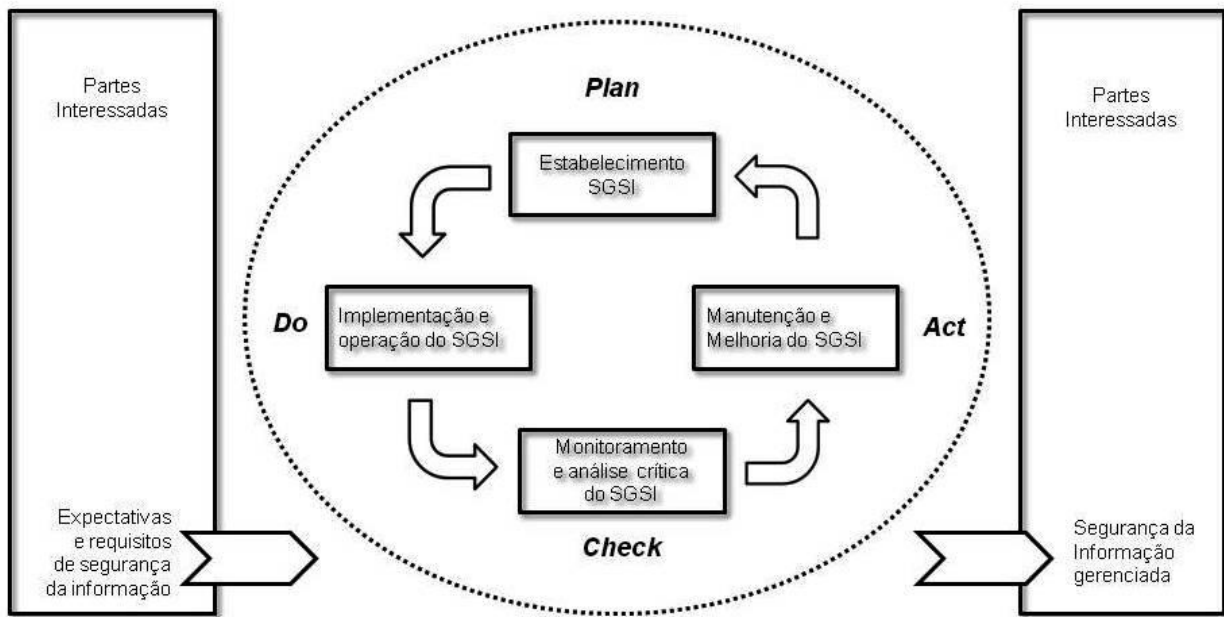 Partes
Interessadas
Expectativas
e requisitos
de segurança
da informação
Plan
Estabelecimento
SGSI
Do
Implementação e
operação do SGSI
Manutenção e
Melhoria do SGSI
Act
Monitoramento
e análise crítica
do SGSI
Check
Partes
Interessadas
Segurança da
Informação
gerenciada